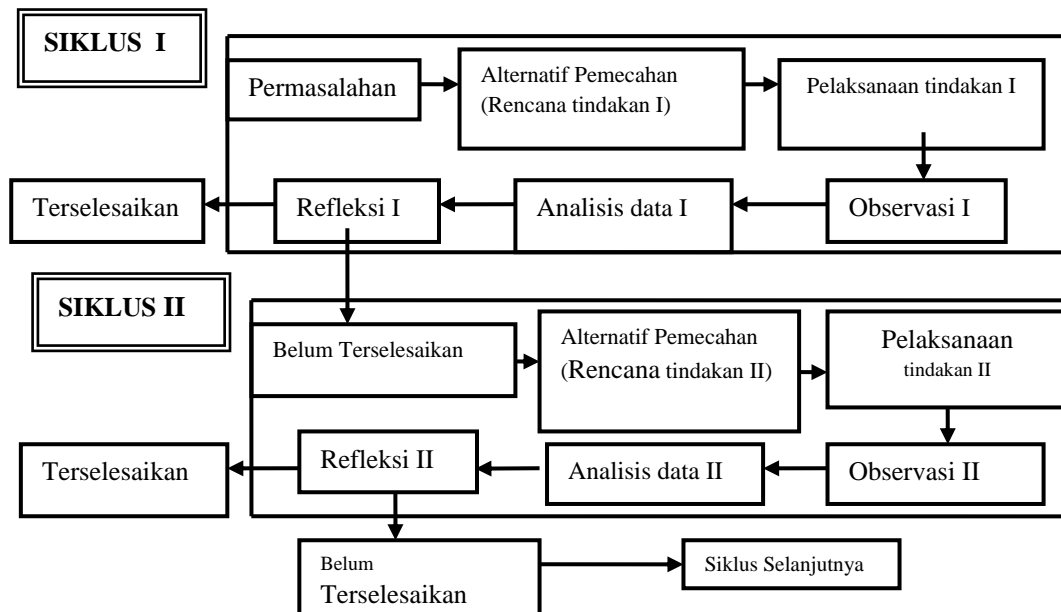 SIKLUS I
Permasalahan
Alternatif Pemecahan
(Rencana tindakan I)
Pelaksanaan tindakan I
Terselesaikan
Refleksi I
Analisis data I
Observasi I
SIKLUS II
Belum Terselesaikan
Alternatif Pemecahan
(Rencana tindakan II)
Pelaksanaan
tindakan II
Terselesaikan
Refleksi II
Analisis data II
Observasi II
Belum
Terselesaikan
Siklus Selanjutnya